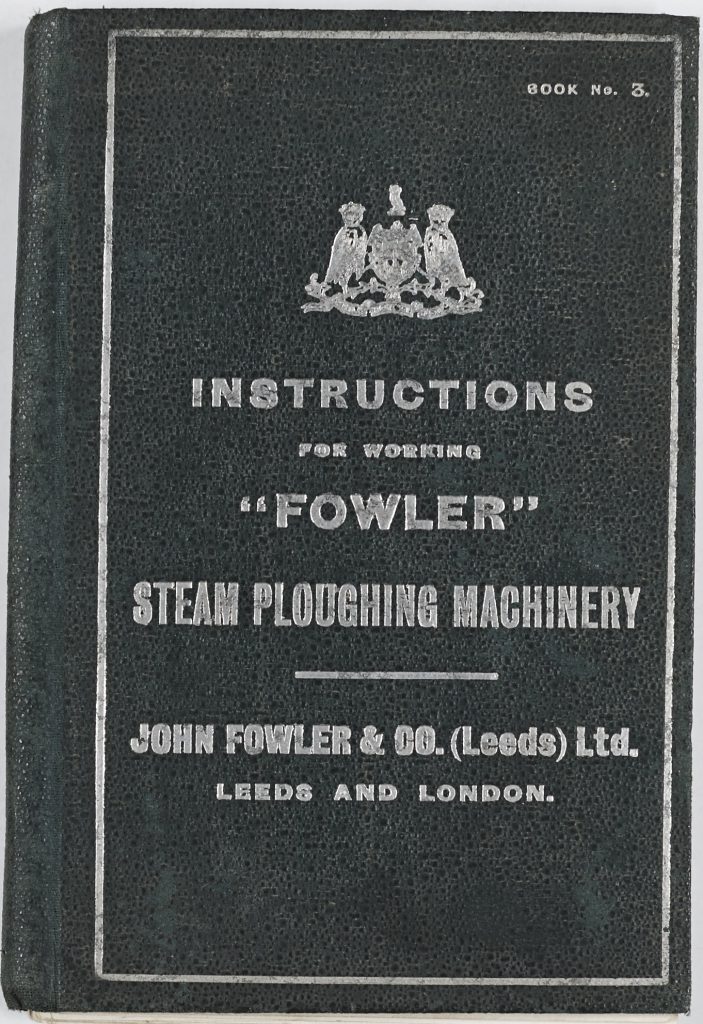 BOOK No. 3.
INSTRUCTIONS
FOR WORKING
"FOWLER"
STEAM PLOUGHING MACHINERY
JOHN FOWLER & CO. (Leeds) Ltd.
LEEDS AND LONDON.